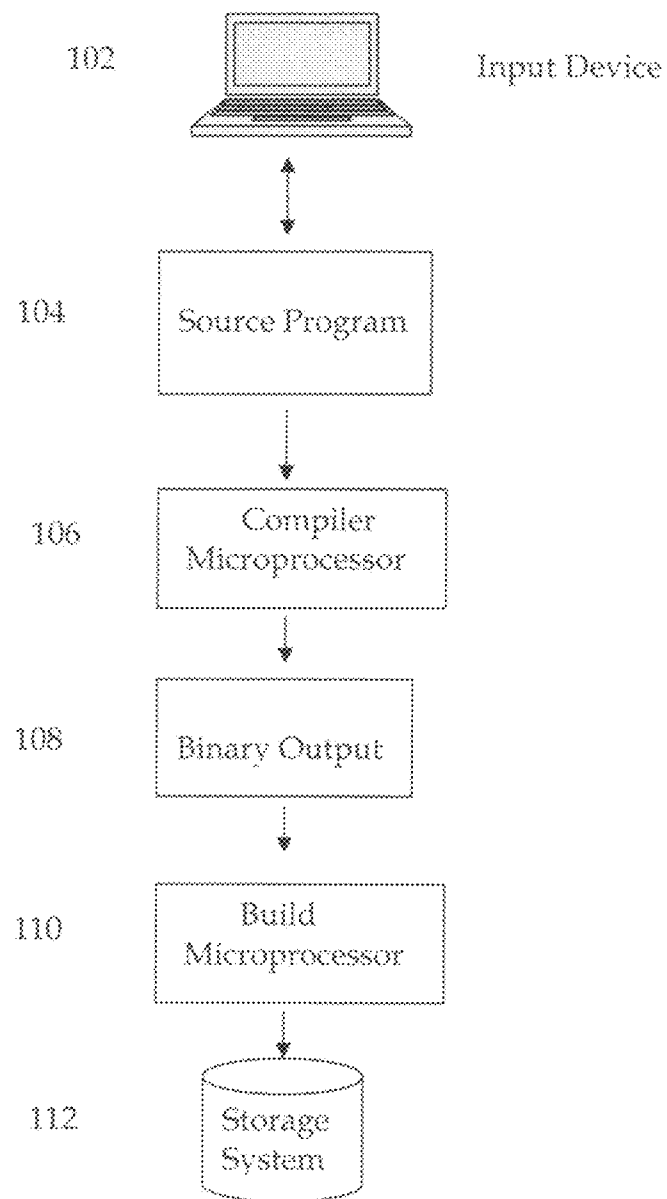 102 Input Device
104 Source Program
106 Compiler
Microprocessor
108 Binary Output
110 Build
Microprocessor
112 Storage
System